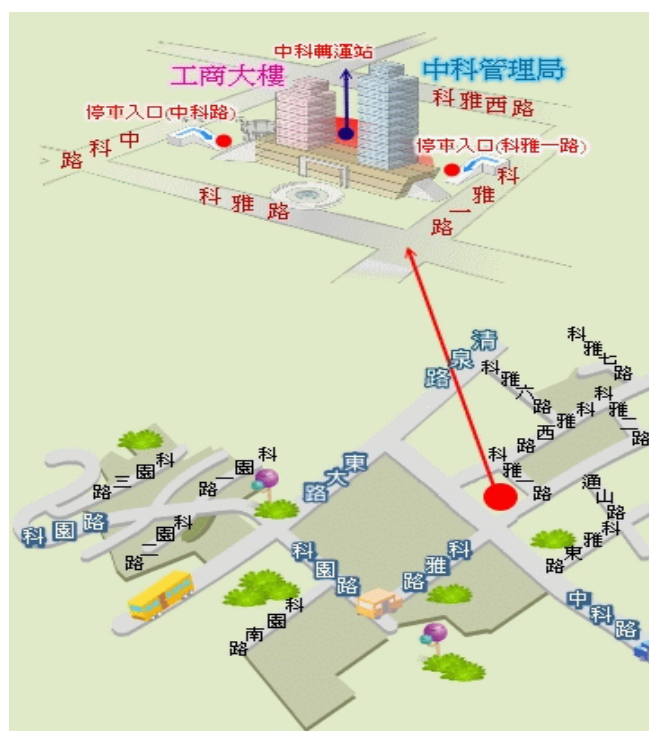 中科轉運站
工商大樓
中科管理局
科雅西路
停車入口(中科路)
停車入口(科雅一路)
中科路
科雅路
科雅一路
清泉路
科雅七路
科雅六路
科雅西路
科雅二路
東大路
科雅一路
科園三路
科園一路
通山路
科園路
科園二路
科雅東路
科園路
科雅路
中科路
科園南路